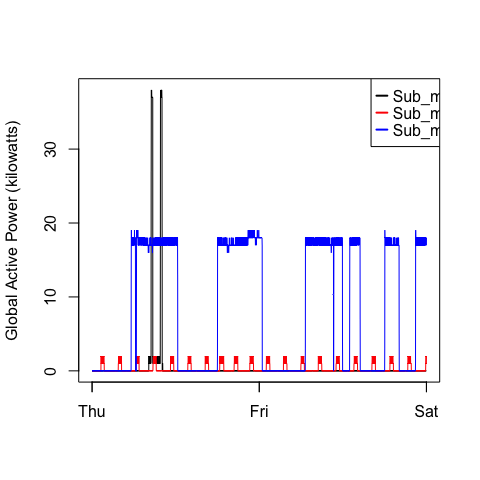 Global Active Power (kilowatts)
30
20
10
0
Thu
Fri
Sat
Sub_m
Sub_m
Sub_m